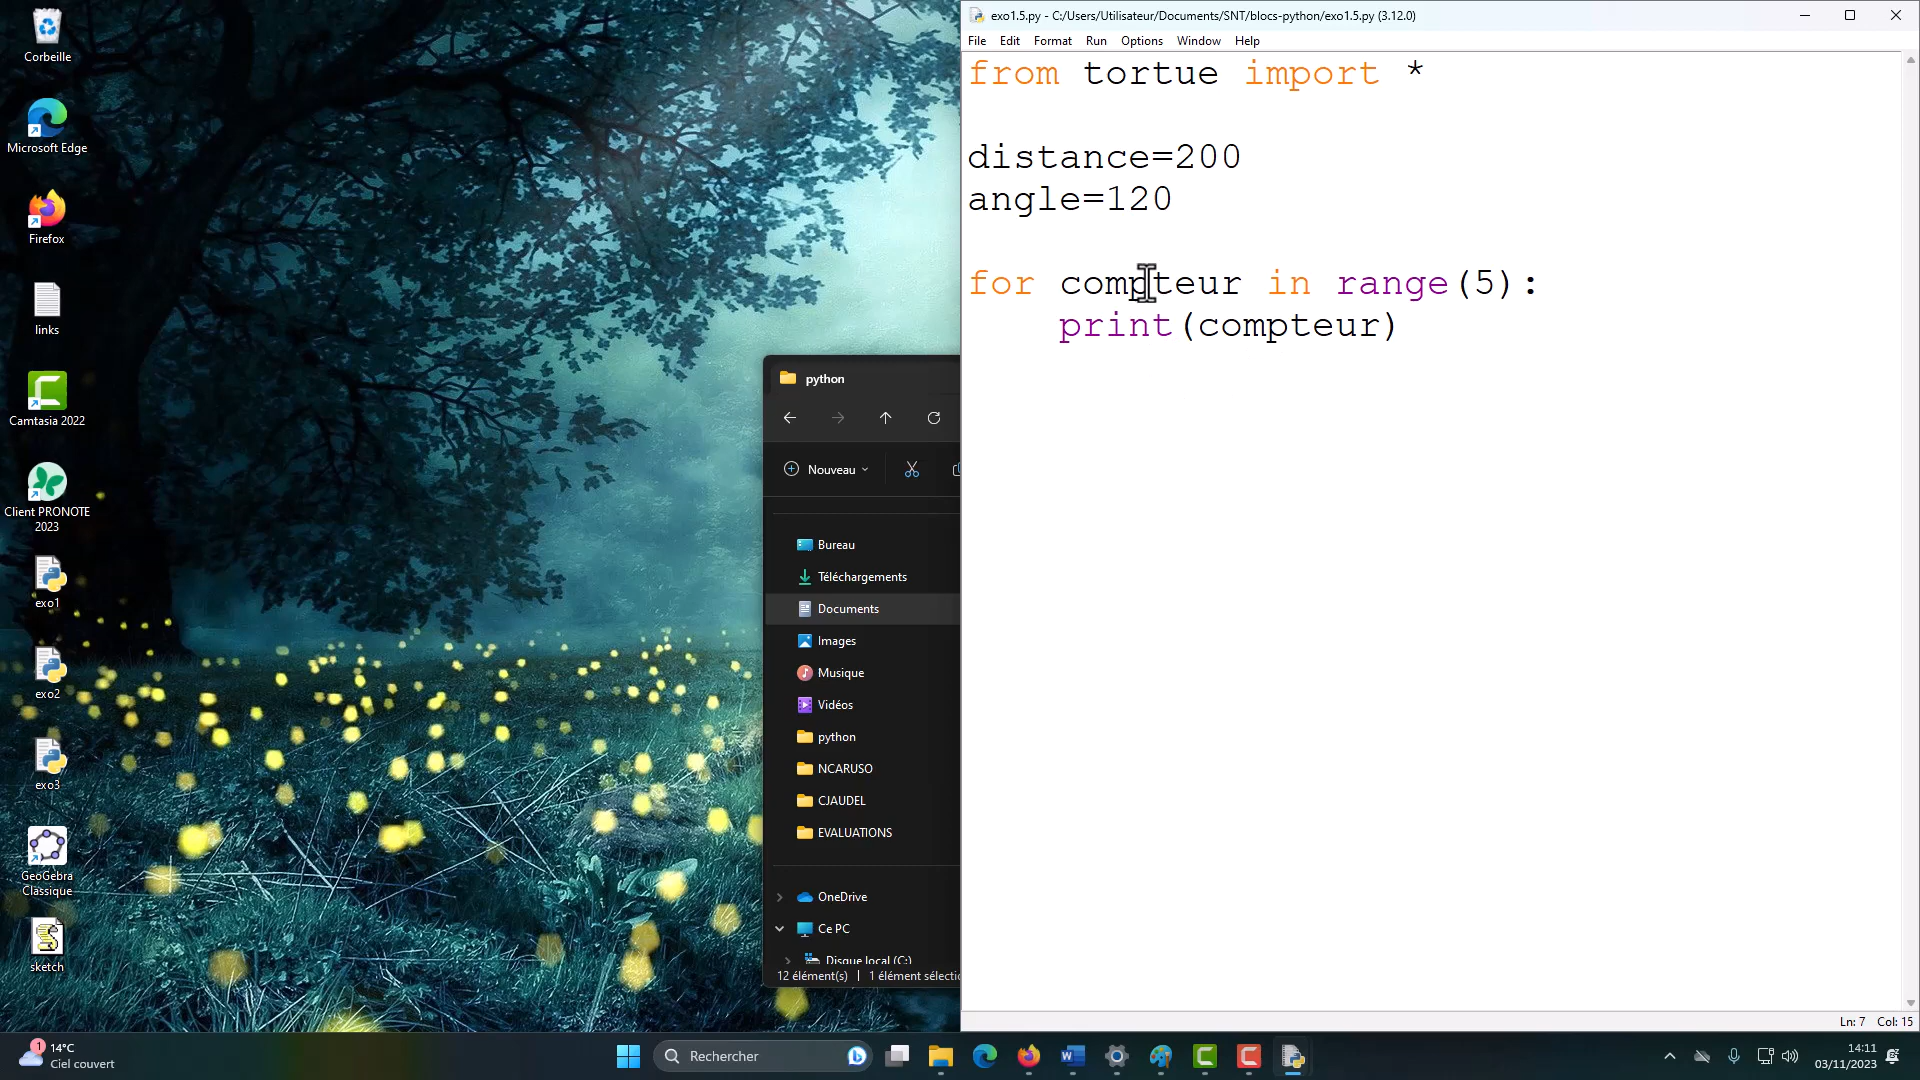 Corbeille
Microsoft Edge
Firefox
links
Camtasia 2022
Client PRONOTE
2023
exo1
exo2
exo3
GeoGebra
Classique
sketch
python
Nouveau
Bureau
Téléchargements
Documents
Images
Musique
Vidéos
python
NCARUSO
CJAUDEL
EVALUATIONS
OneDrive
Ce PC
Disque local (C:)
12 élément(s) 1 élément sélectio
exo1.5.py - C:/Users/Utilisateur/Documents/SNT/blocs-python/exo1.5.py (3.12.0)
File Edit Format Run Options Window Help
from tortue import *
distance=200
angle=120
for compteur in range(5):
print(compteur)
Ln: 7 Col: 15
1
14°C
Ciel couvert
Rechercher
14:11
03/11/2023